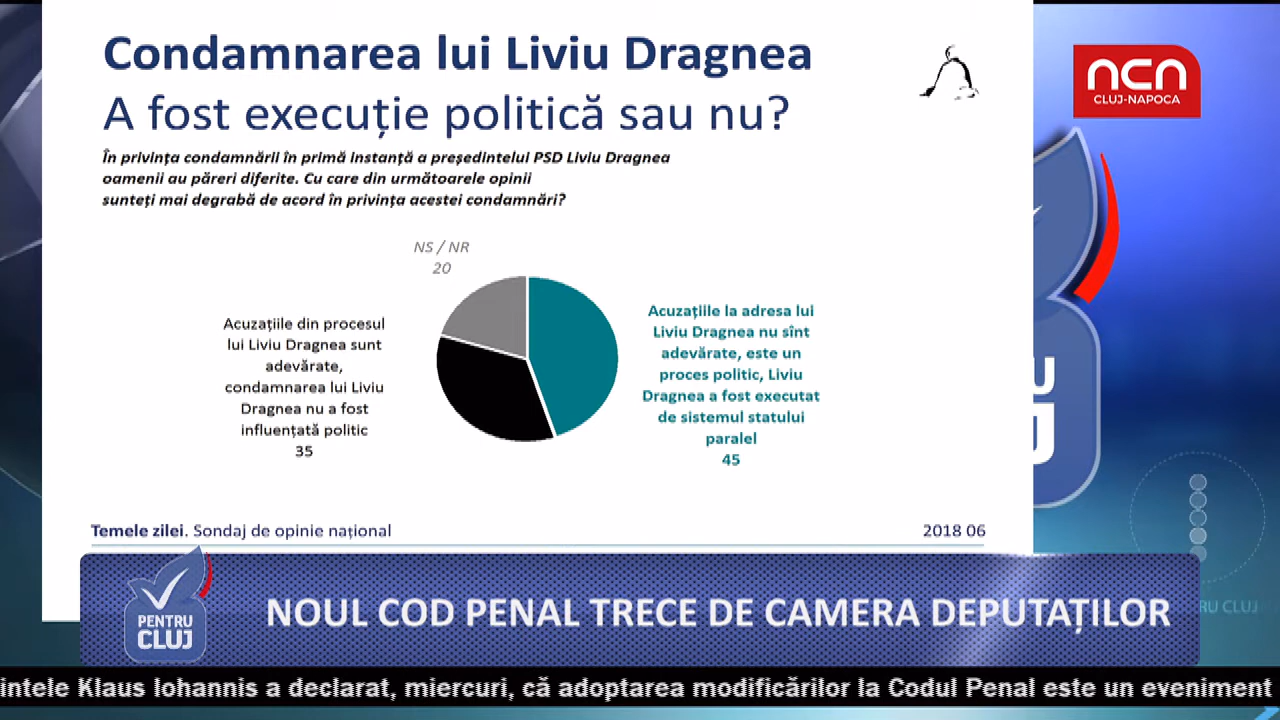 Condamnarea lui Liviu Dragnea
A fost execuție politică sau nu?
În privința condamnării în primă instanță a președintelui PSD Liviu Dragnea
oamenii au păreri diferite. Cu care din următoarele opinii
sunteți mai degrabă de acord în privința acestei condamnări?
ncn
CLUJ-NAPOCA
NS / NR
20
Acuzațiile din procesul
lui Liviu Dragnea sunt
adevărate,
condamnarea lui Liviu
Dragnea nu a fost
influențată politic
35
Acuzațiile la adresa lui
Liviu Dragnea nu sînt
adevărate, este un
proces politic, Liviu
Dragnea a fost executat
de sistemul statului
paralel
45
Temele zilei. Sondaj de opinie național
2018 06
PENTRU
CLUJ
NOUL COD PENAL TRECE DE CAMERA DEPUTAȚILOR
RU CLUJ
intele Klaus Iohannis a declarat, miercuri, că adoptarea modificărilor la Codul Penal este un eveniment